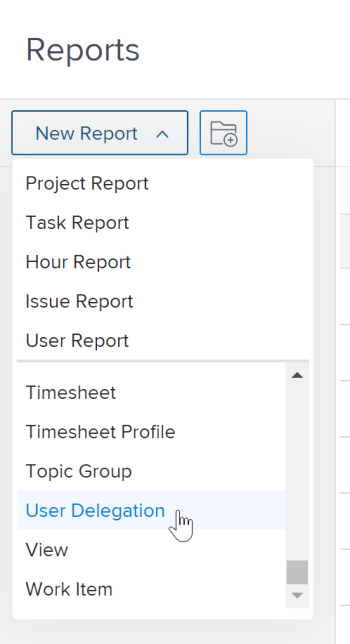 Reports
New Report
Project Report
Task Report
Hour Report
Issue Report
User Report
Timesheet
Timesheet Profile
Topic Group
User Delegation
View
Work Item